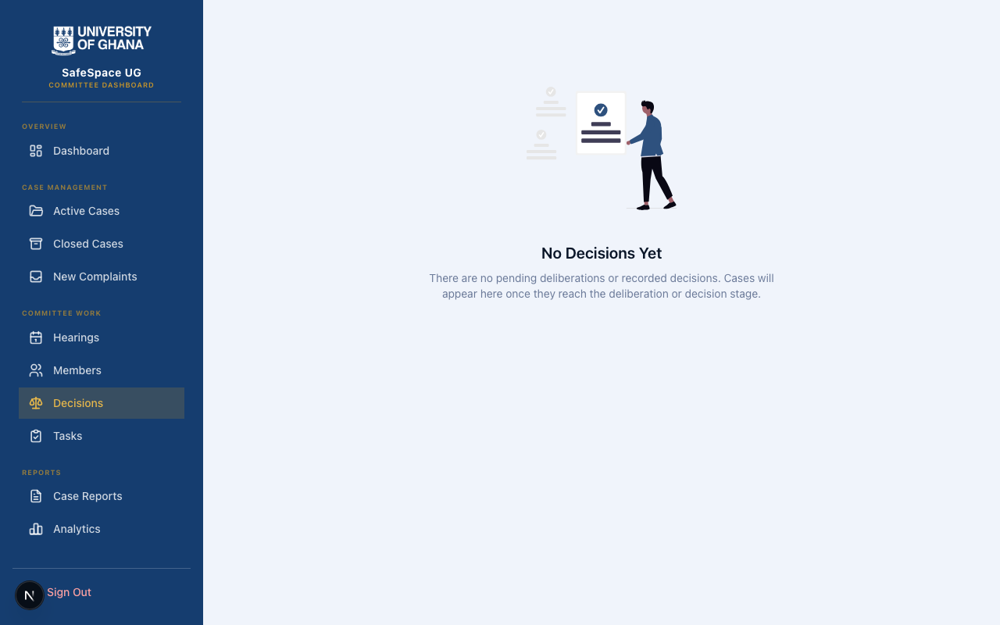 UNIVERSITY
OF GHANA
SafeSpace UG
COMMITTEE DASHBOARD
OVERVIEW
Dashboard
CASE MANAGEMENT
Active Cases
Closed Cases
New Complaints
COMMITTEE WORK
Hearings
Members
Decisions
Tasks
REPORTS
Case Reports
Analytics
N
Sign Out
No Decisions Yet
There are no pending deliberations or recorded decisions. Cases will
appear here once they reach the deliberation or decision stage.